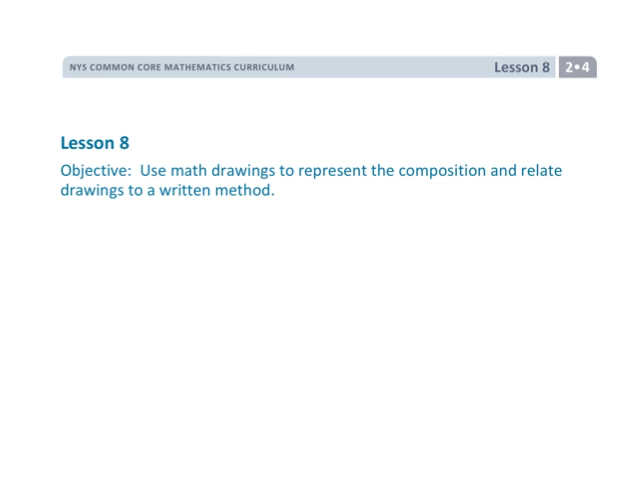 NYS COMMON CORE MATHEMATICS CURRICULUM Lesson 8 2•4
Lesson 8
Objective: Use math drawings to represent the composition and relate
drawings to a written method.